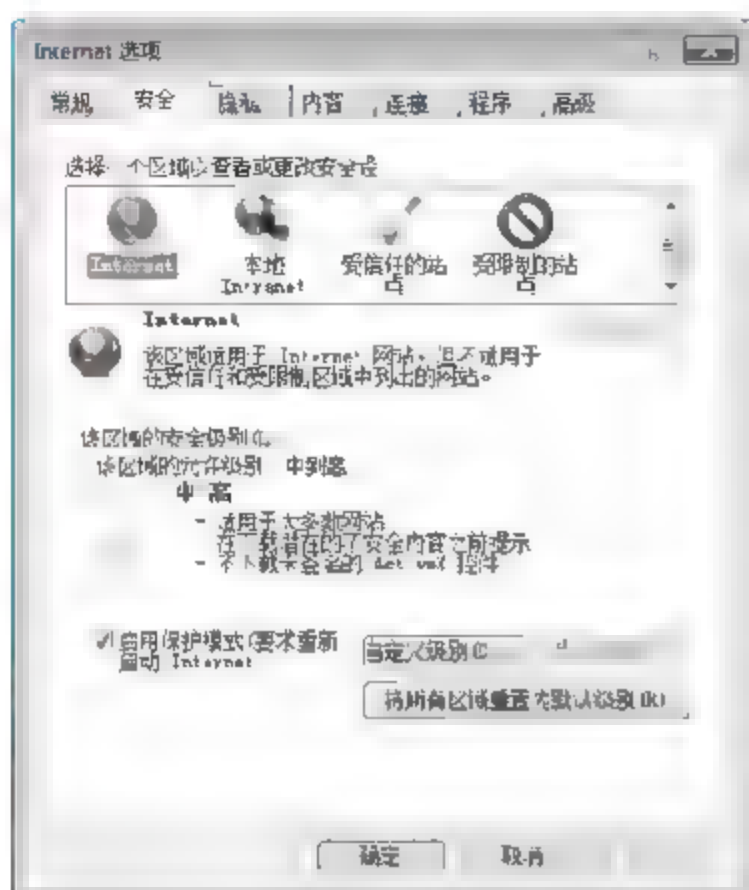 Internet 选项
常规 安全 隐私 内容 连接 程序 高级
选择一个区域以查看或更改安全设
Internet 本地 Intranet 受信任的站点 受限制的站点
Internet
该区域适用于 Internet 网站。但不适用于
在受信任和受限制区域中列出的网站。
该区域的安全级别(L)
该区域的允许级别 中到高
中 高
- 适用于大多数网站
在下载潜在的不安全内容之前提示
- 不下载未签名的 ActiveX 控件
启用保护模式(要求重新
启动 Internet
自定义级别(C
将所有区域重置为默认级别(R)
确定 取消